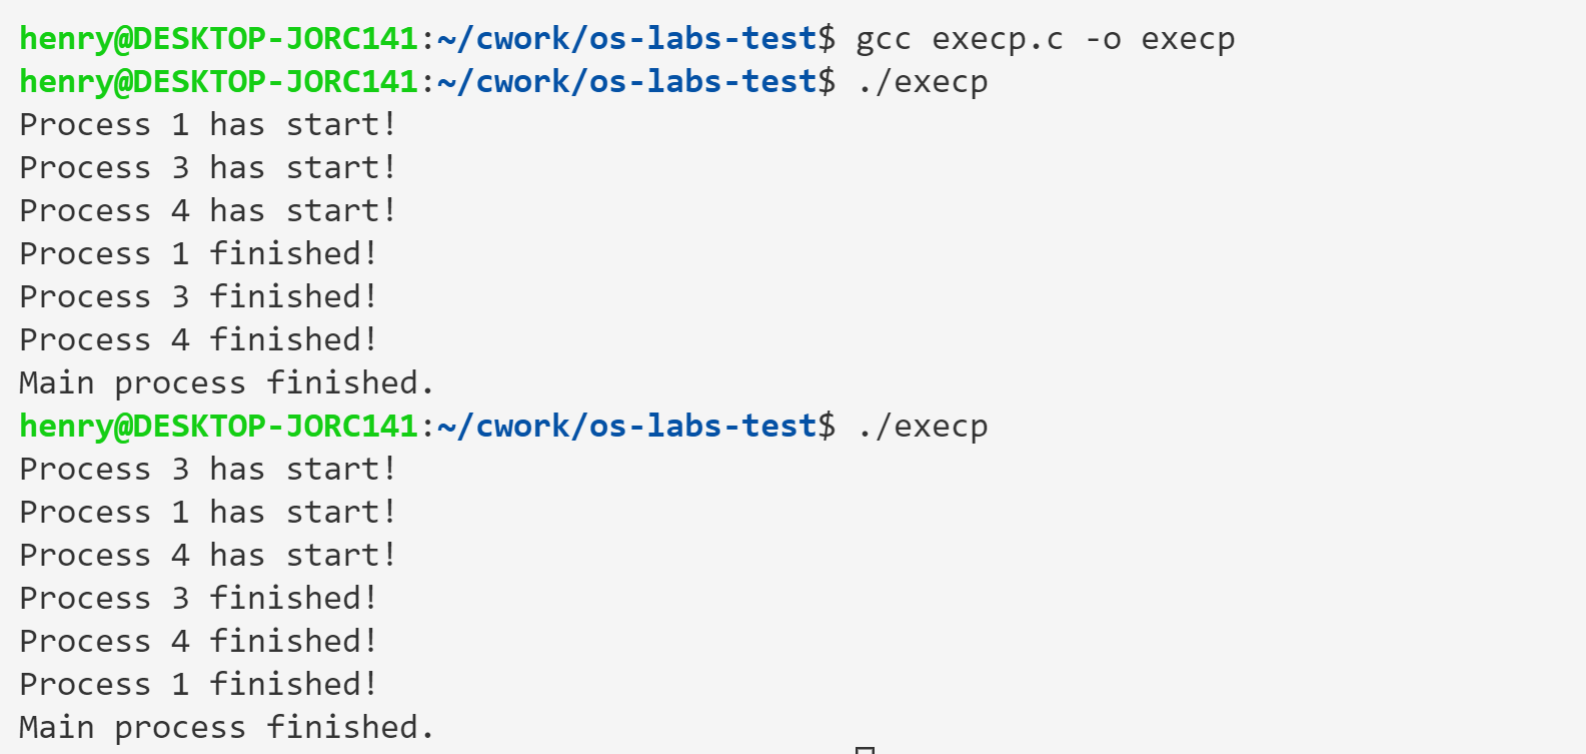 henry@DESKTOP-JORC141:~/cwork/os-labs-test$ gcc execp.c -o execp
henry@DESKTOP-JORC141:~/cwork/os-labs-test$ ./execp
Process 1 has start!
Process 3 has start!
Process 4 has start!
Process 1 finished!
Process 3 finished!
Process 4 finished!
Main process finished.
henry@DESKTOP-JORC141:~/cwork/os-labs-test$ ./execp
Process 3 has start!
Process 1 has start!
Process 4 has start!
Process 3 finished!
Process 4 finished!
Process 1 finished!
Main process finished.